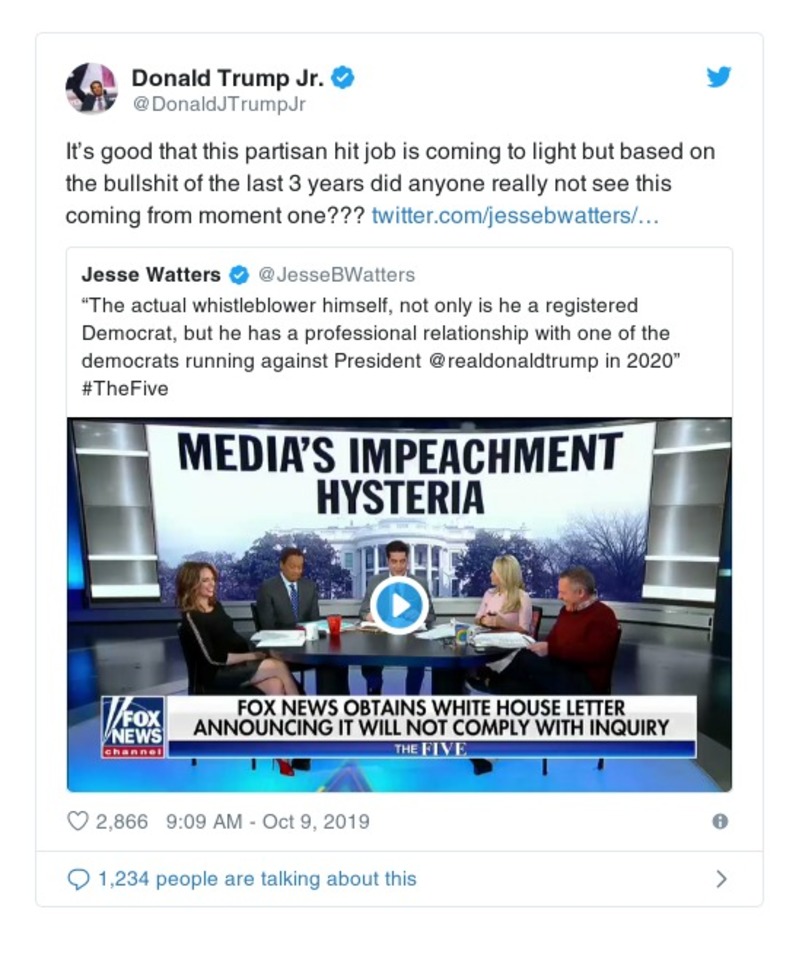 Donald Trump Jr.
@DonaldJTrumpJr
It’s good that this partisan hit job is coming to light but based on
the bullshit of the last 3 years did anyone really not see this
coming from moment one??? twitter.com/jessebwatters/…
Jesse Watters @JesseBWatters
“The actual whistleblower himself, not only is he a registered
Democrat, but he has a professional relationship with one of the
democrats running against President @realdonaldtrump in 2020”
#TheFive
MEDIA'S IMPEACHMENT
HYSTERIA
FOX
NEWS
channel
FOX NEWS OBTAINS WHITE HOUSE LETTER
ANNOUNCING IT WILL NOT COMPLY WITH INQUIRY
THE FIVE
2,866 9:09 AM - Oct 9, 2019
1,234 people are talking about this